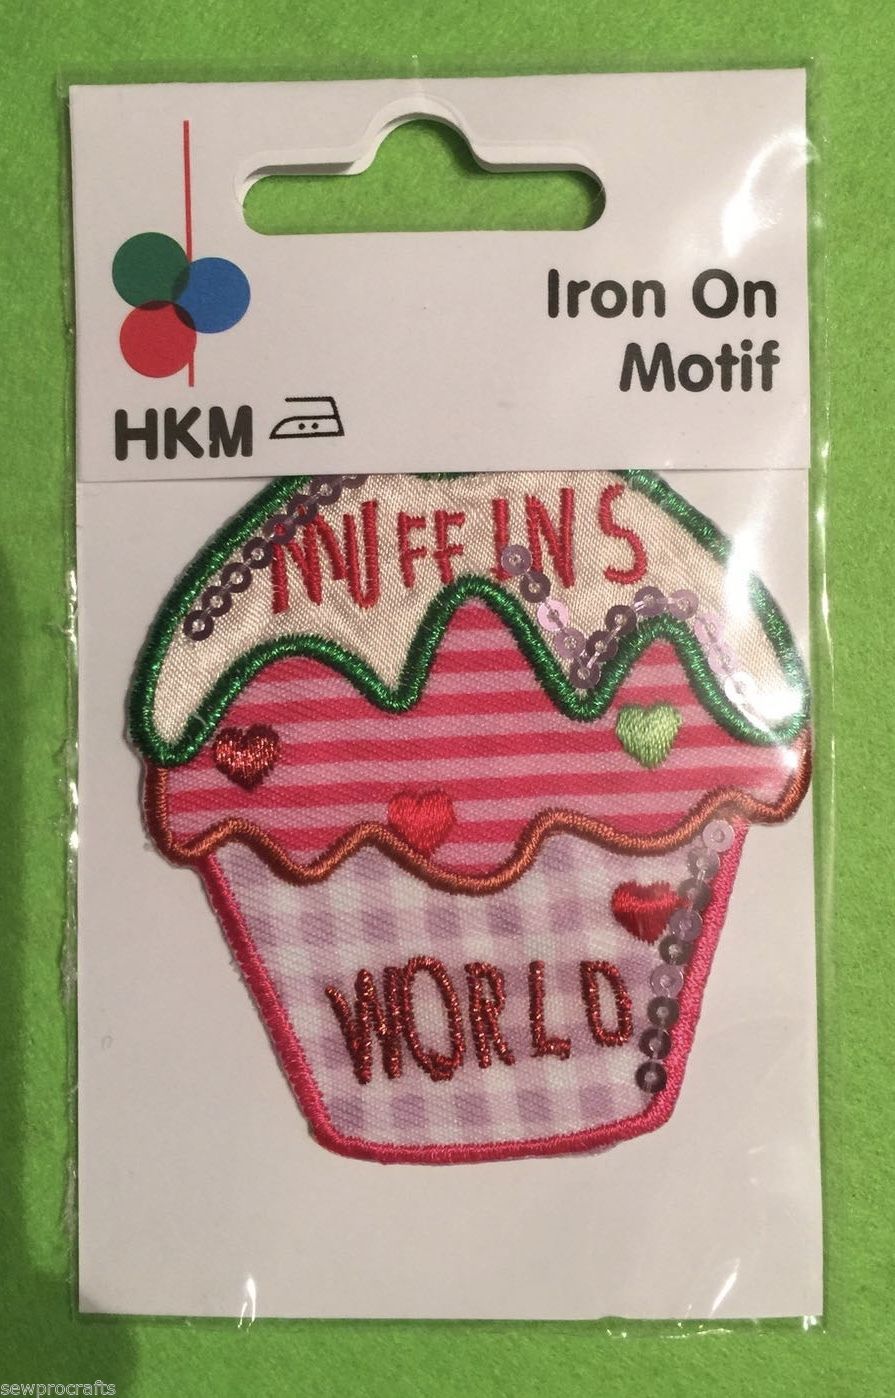 Iron On
Motif
HKM
MUFFINS
WORLD
sewprocrafts